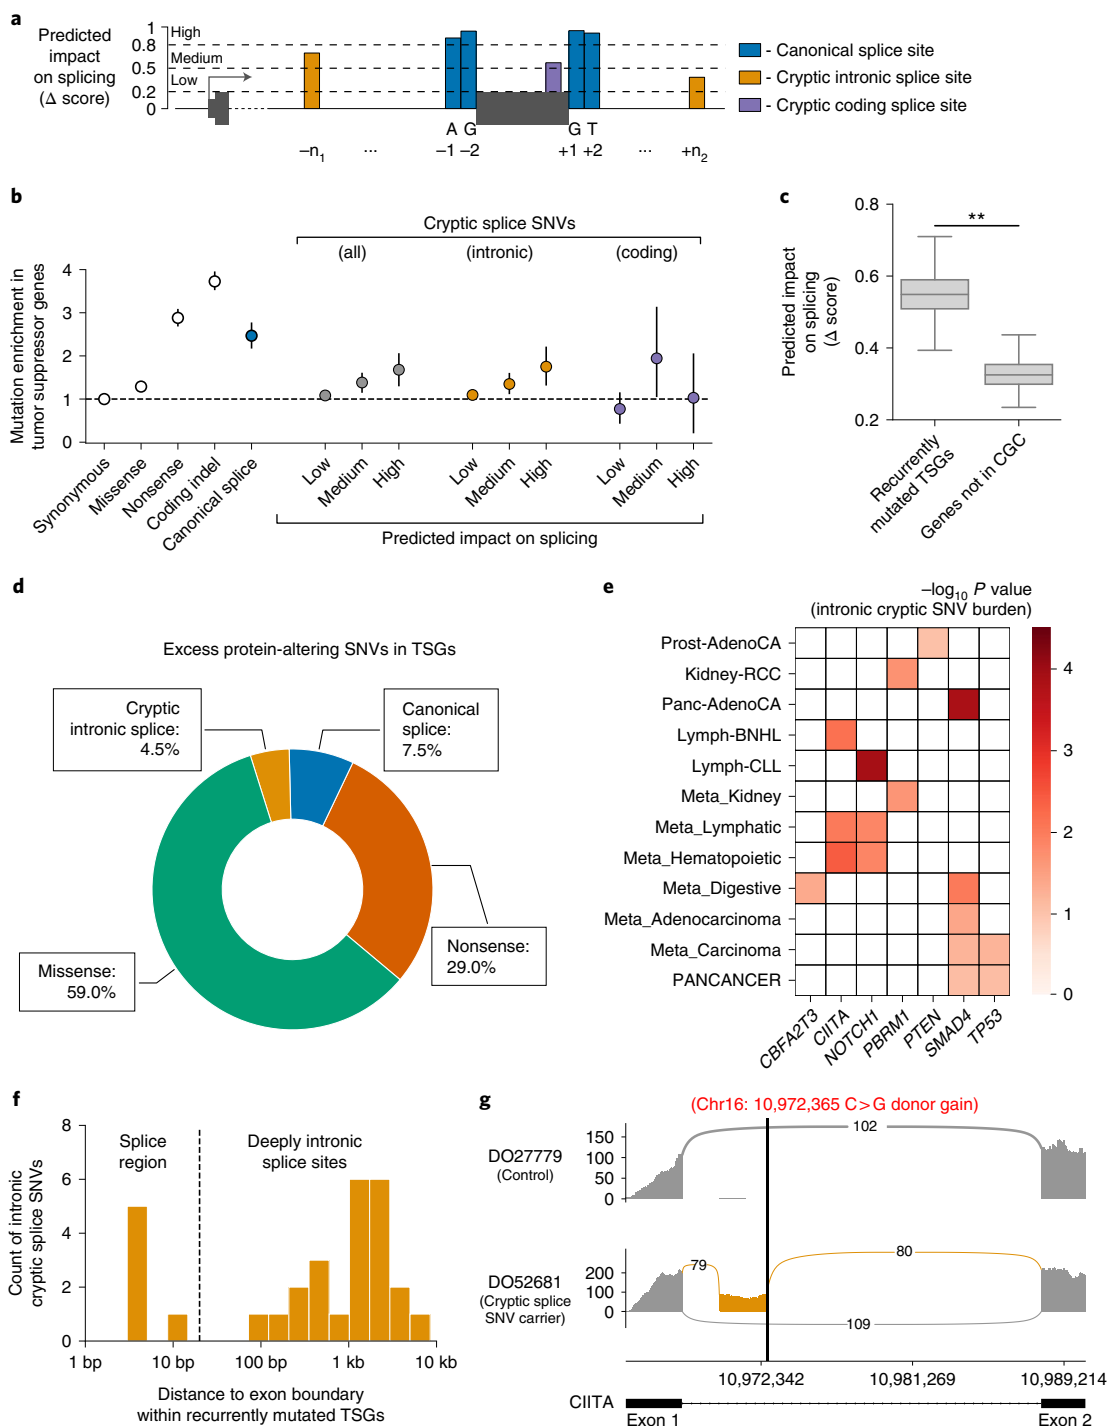 a
Predicted
impact
on splicing
(Δ score)
1
0.8
0.5
0.2
0
High
Medium
Low
A G
G T
–n1
...
–1 –2
+1 +2
...
+n2
- Canonical splice site
- Cryptic intronic splice site
- Cryptic coding splice site
b
Cryptic splice SNVs
(all)
(intronic)
(coding)
Mutation enrichment in
tumor suppressor genes
4
3
2
1
0
Synonymous
Missense
Nonsense
Coding indel
Canonical splice
Low
Medium
High
Low
Medium
High
Low
Medium
High
Predicted impact on splicing
c
Predicted impact
on splicing
(Δ score)
0.8
0.6
0.4
0.2
**
Recurrently
mutated TSGs
Genes not in CGC
d
Excess protein-altering SNVs in TSGs
Cryptic
intronic splice:
4.5%
Canonical
splice:
7.5%
Nonsense:
29.0%
Missense:
59.0%
e
–log10 P value
(intronic cryptic SNV burden)
Prost-AdenoCA
Kidney-RCC
Panc-AdenoCA
Lymph-BNHL
Lymph-CLL
Meta_Kidney
Meta_Lymphatic
Meta_Hematopoietic
Meta_Digestive
Meta_Adenocarcinoma
Meta_Carcinoma
PANCANCER
CBFA2T3
CIITA
NOTCH1
PBRM1
PTEN
SMAD4
TP53
4
3
2
1
0
f
Count of intronic
cryptic splice SNVs
8
6
4
2
0
Splice
region
Deeply intronic
splice sites
1 bp
10 bp
100 bp
1 kb
10 kb
Distance to exon boundary
within recurrently mutated TSGs
g
(Chr16: 10,972,365 C>G donor gain)
DO27779
(Control)
150
100
50
0
102
DO52681
(Cryptic splice
SNV carrier)
200
100
0
79
80
109
10,972,342
10,981,269
10,989,214
CIITA
Exon 1
Exon 2